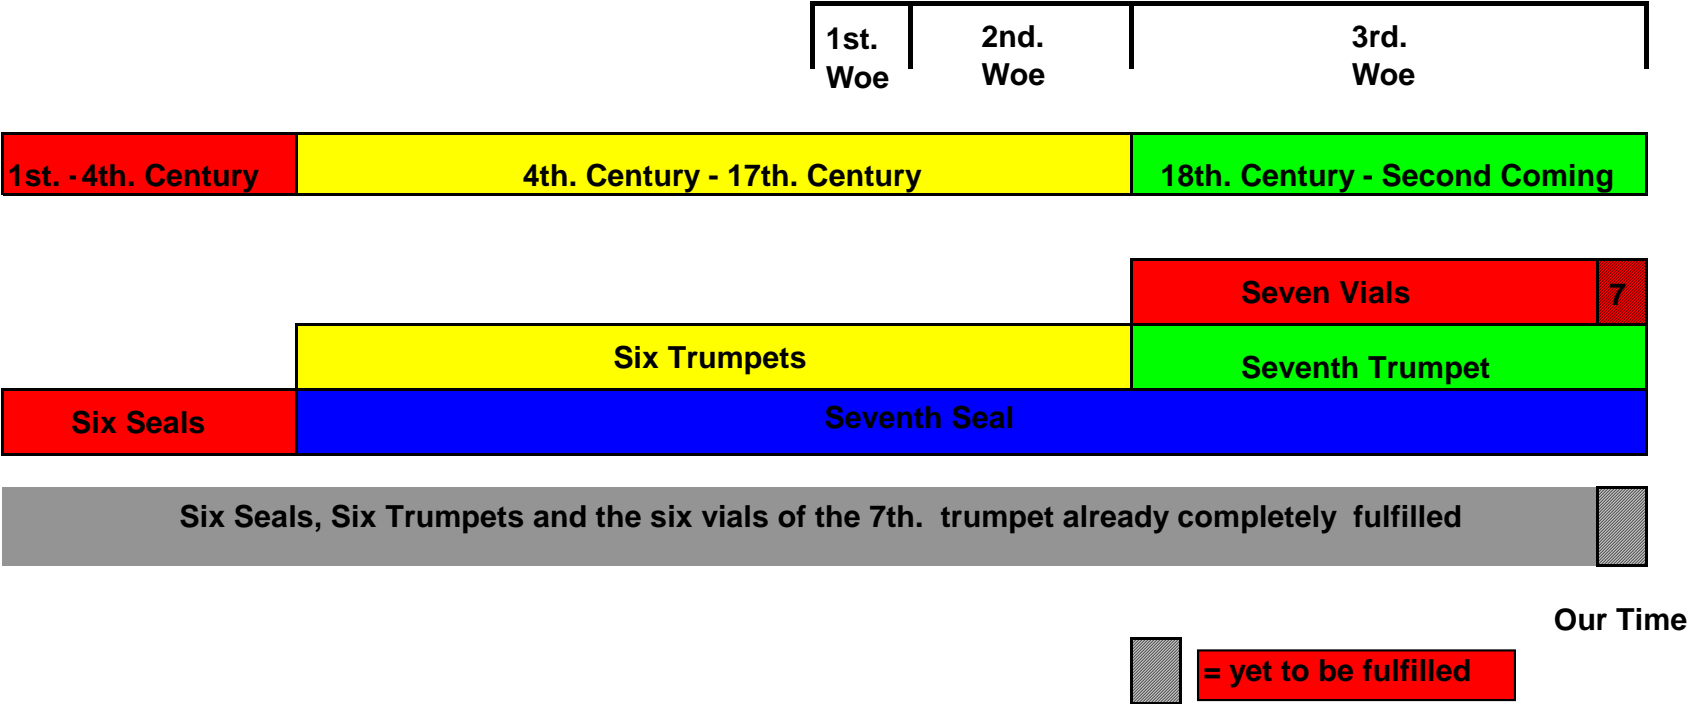 1st. Woe
2nd. Woe
3rd. Woe
1st. - 4th. Century
4th. Century - 17th. Century
18th. Century - Second Coming
Seven Vials
7
Six Trumpets
Seventh Trumpet
Six Seals
Seventh Seal
Six Seals, Six Trumpets and the six vials of the 7th. trumpet already completely fulfilled
Our Time
= yet to be fulfilled